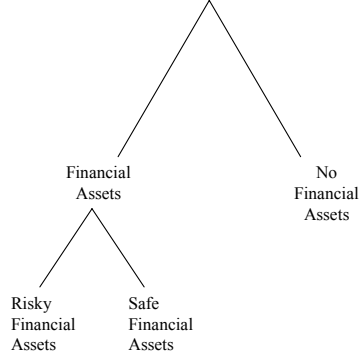 Financial
Assets
No
Financial
Assets
Risky
Financial
Assets
Safe
Financial
Assets